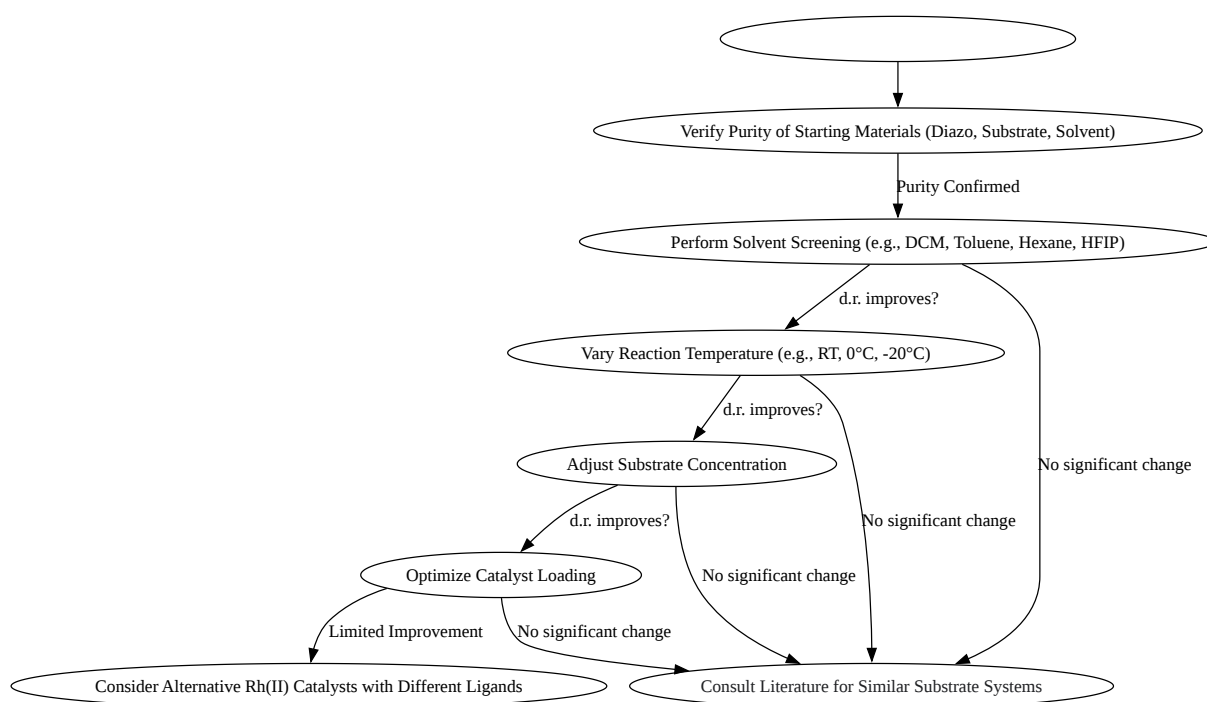 Verify Purity of Starting Materials (Diazo, Substrate, Solvent)
Purity Confirmed
Perform Solvent Screening (e.g., DCM, Toluene, Hexane, HFIP)
d.r. improves?
Vary Reaction Temperature (e.g., RT, 0°C, -20°C)
d.r. improves?
Adjust Substrate Concentration
No significant change
d.r. improves?
No significant change
Optimize Catalyst Loading
No significant change
Limited Improvement
No significant change
Consider Alternative Rh(II) Catalysts with Different Ligands
Consult Literature for Similar Substrate Systems